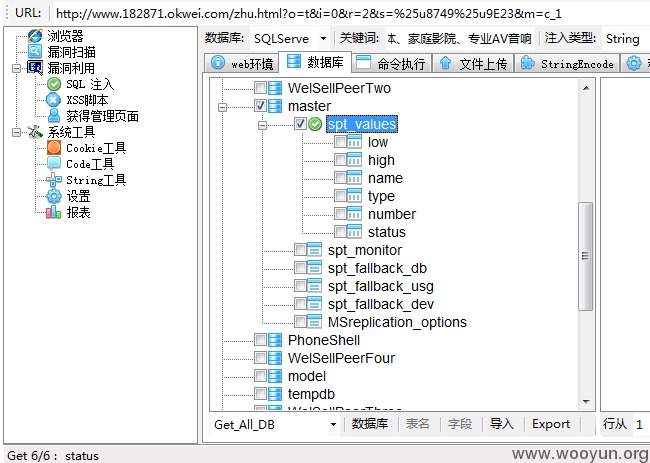 URL: http://www.182871.okwei.com/zhu.html?o=t&i=0&r=2&s=%25u8749%25u9E23&m=c_1
浏览器
漏洞扫描
漏洞利用
SQL 注入
XSS脚本
获得管理页面
系统工具
Cookie工具
Code工具
String工具
设置
报表
数据库: SQLServe 关键词: 体、家庭影院、专业AV音响 注入类型: String
web环境 数据库 命令执行 文件上传 StringEncode
WelSellPeerTwo
master
spt_values
low
high
name
type
number
status
spt_monitor
spt_fallback_db
spt_fallback_usg
spt_fallback_dev
MSreplication_options
PhoneShell
WelSellPeerFour
model
tempdb
WelSellPeerThree
Get_All_DB 数据库 表名 字段 导入 Export 行从 1
Get 6/6 : status
www.wooyun.org